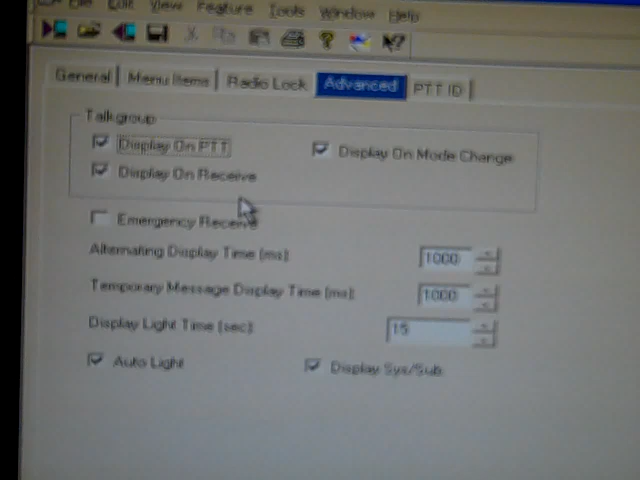 File Edit View Feature Tools Window Help
General Menu Items Radio Lock Advanced PTT ID
Talkgroup
Display On PTT Display On Mode Change
Display On Receive
Emergency Receive
Alternating Display Time (ms): 1000
Temporary Message Display Time (ms): 1000
Display Light Time (sec): 15
Auto Light Display Sys/Sub